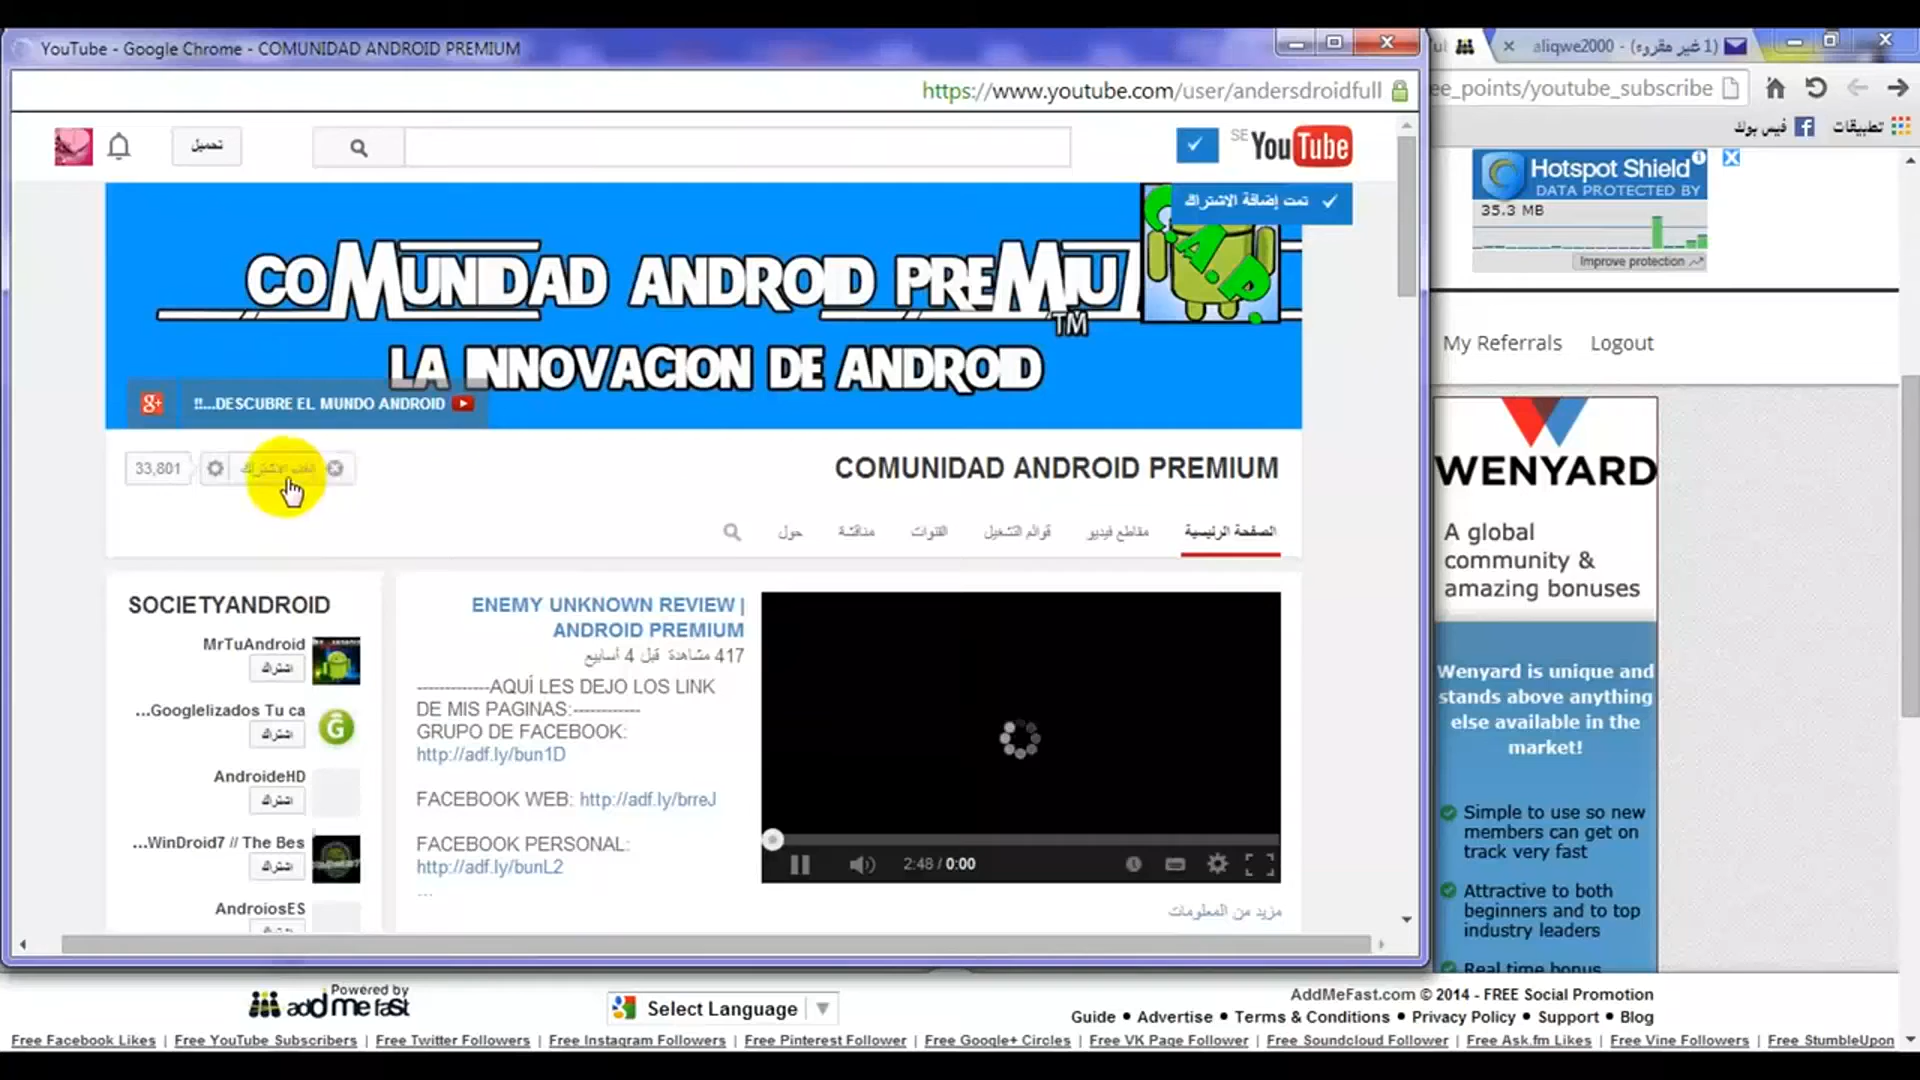 YouTube - Google Chrome - COMUNIDAD ANDROID PREMIUM
aliqwe2000 - (1 غير مقروء)
https://www.youtube.com/user/andersdroidfull
ee_points/youtube_subscribe
فيس بوك
تطبيقات
تحميل
SE
YouTube
تمت إضافة الاشتراك
C.A.P.
COMUNIDAD ANDROID PREMIU
TM
LA INNOVACION DE ANDROID
!!...DESCUBRE EL MUNDO ANDROID
33,801
إلغاء الاشتراك
COMUNIDAD ANDROID PREMIUM
الصفحة الرئيسية
مقاطع فيديو
قوائم التشغيل
القنوات
مناقشة
حول
SOCIETYANDROID
MrTuAndroid
اشتراك
...Googlelizados Tu ca
اشتراك
AndroideHD
اشتراك
...WinDroid7 // The Bes
اشتراك
AndroiosES
ENEMY UNKNOWN REVIEW |
ANDROID PREMIUM
417 مشاهدة قبل 4 أسابيع
-------------AQUÍ LES DEJO LOS LINK
DE MIS PAGINAS:------------
GRUPO DE FACEBOOK:
http://adf.ly/bun1D
FACEBOOK WEB: http://adf.ly/brreJ
FACEBOOK PERSONAL:
http://adf.ly/bunL2
...
2:48 / 0:00
مزيد من المعلومات
Hotspot Shield
DATA PROTECTED BY
35.3 MB
Improve protection
My Referrals Logout
WENYARD
A global
community &
amazing bonuses
Wenyard is unique and
stands above anything
else available in the
market!
Simple to use so new
members can get on
track very fast
Attractive to both
beginners and to top
industry leaders
Real time bonus
Powered by
addmefast
Select Language
AddMeFast.com © 2014 - FREE Social Promotion
Guide • Advertise • Terms & Conditions • Privacy Policy • Support • Blog
Free Facebook Likes | Free YouTube Subscribers | Free Twitter Followers | Free Instagram Followers | Free Pinterest Follower | Free Google+ Circles | Free VK Page Follower | Free Soundcloud Follower | Free Ask.fm Likes | Free Vine Followers | Free StumbleUpon